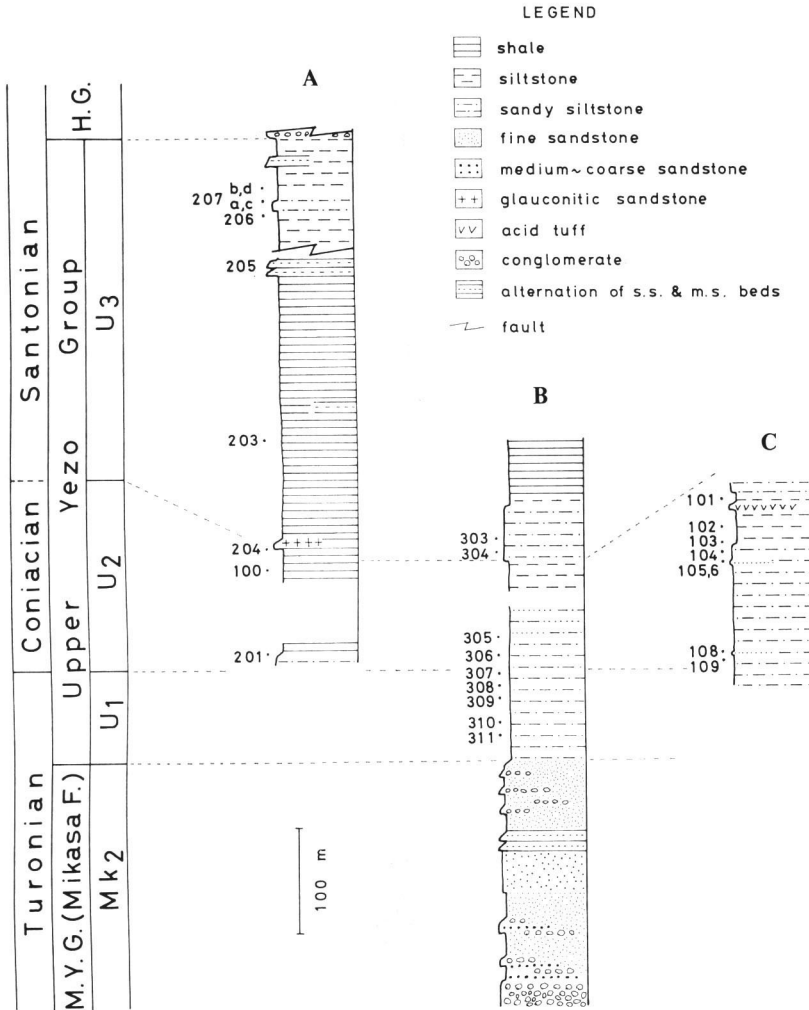 LEGEND
shale
siltstone
sandy siltstone
fine sandstone
medium~coarse sandstone
glauconitic sandstone
acid tuff
conglomerate
alternation of s.s. & m.s. beds
fault
Santonian
Coniacian
Turonian
H.G.
Upper Yezo Group
M.Y.G. (Mikasa F.)
U3
U2
U1
Mk2
A
b,d
207 a,c
206
205
203
204
100
201
100 m
B
303
304
305
306
307
308
309
310
311
C
101
102
103
104
105,6
108
109